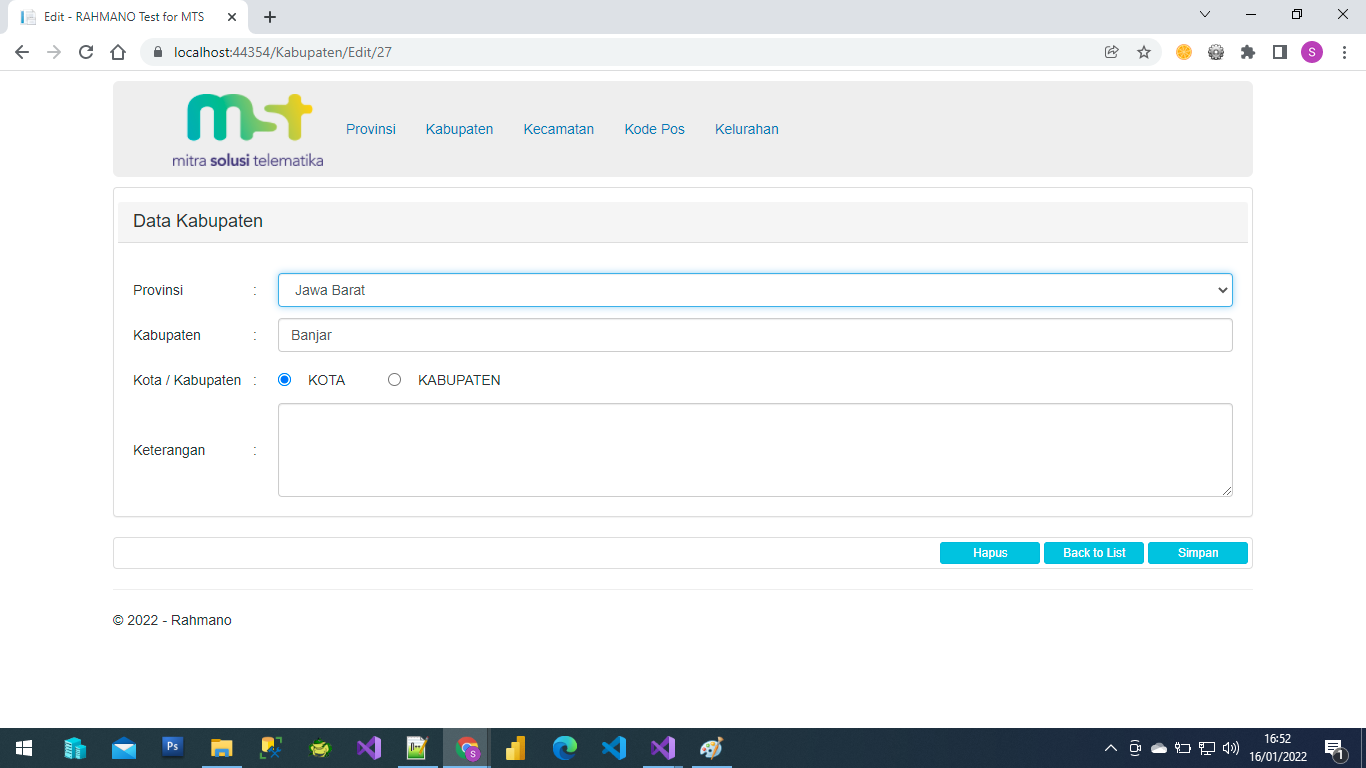 Edit - RAHMANO Test for MTS
localhost:44354/Kabupaten/Edit/27
S
mst
mitra solusi telematika
Provinsi Kabupaten Kecamatan Kode Pos Kelurahan
Data Kabupaten
Provinsi : Jawa Barat
Kabupaten : Banjar
Kota / Kabupaten : KOTA KABUPATEN
Keterangan :
Hapus Back to List Simpan
© 2022 - Rahmano
Ps
S
16:52
16/01/2022
1